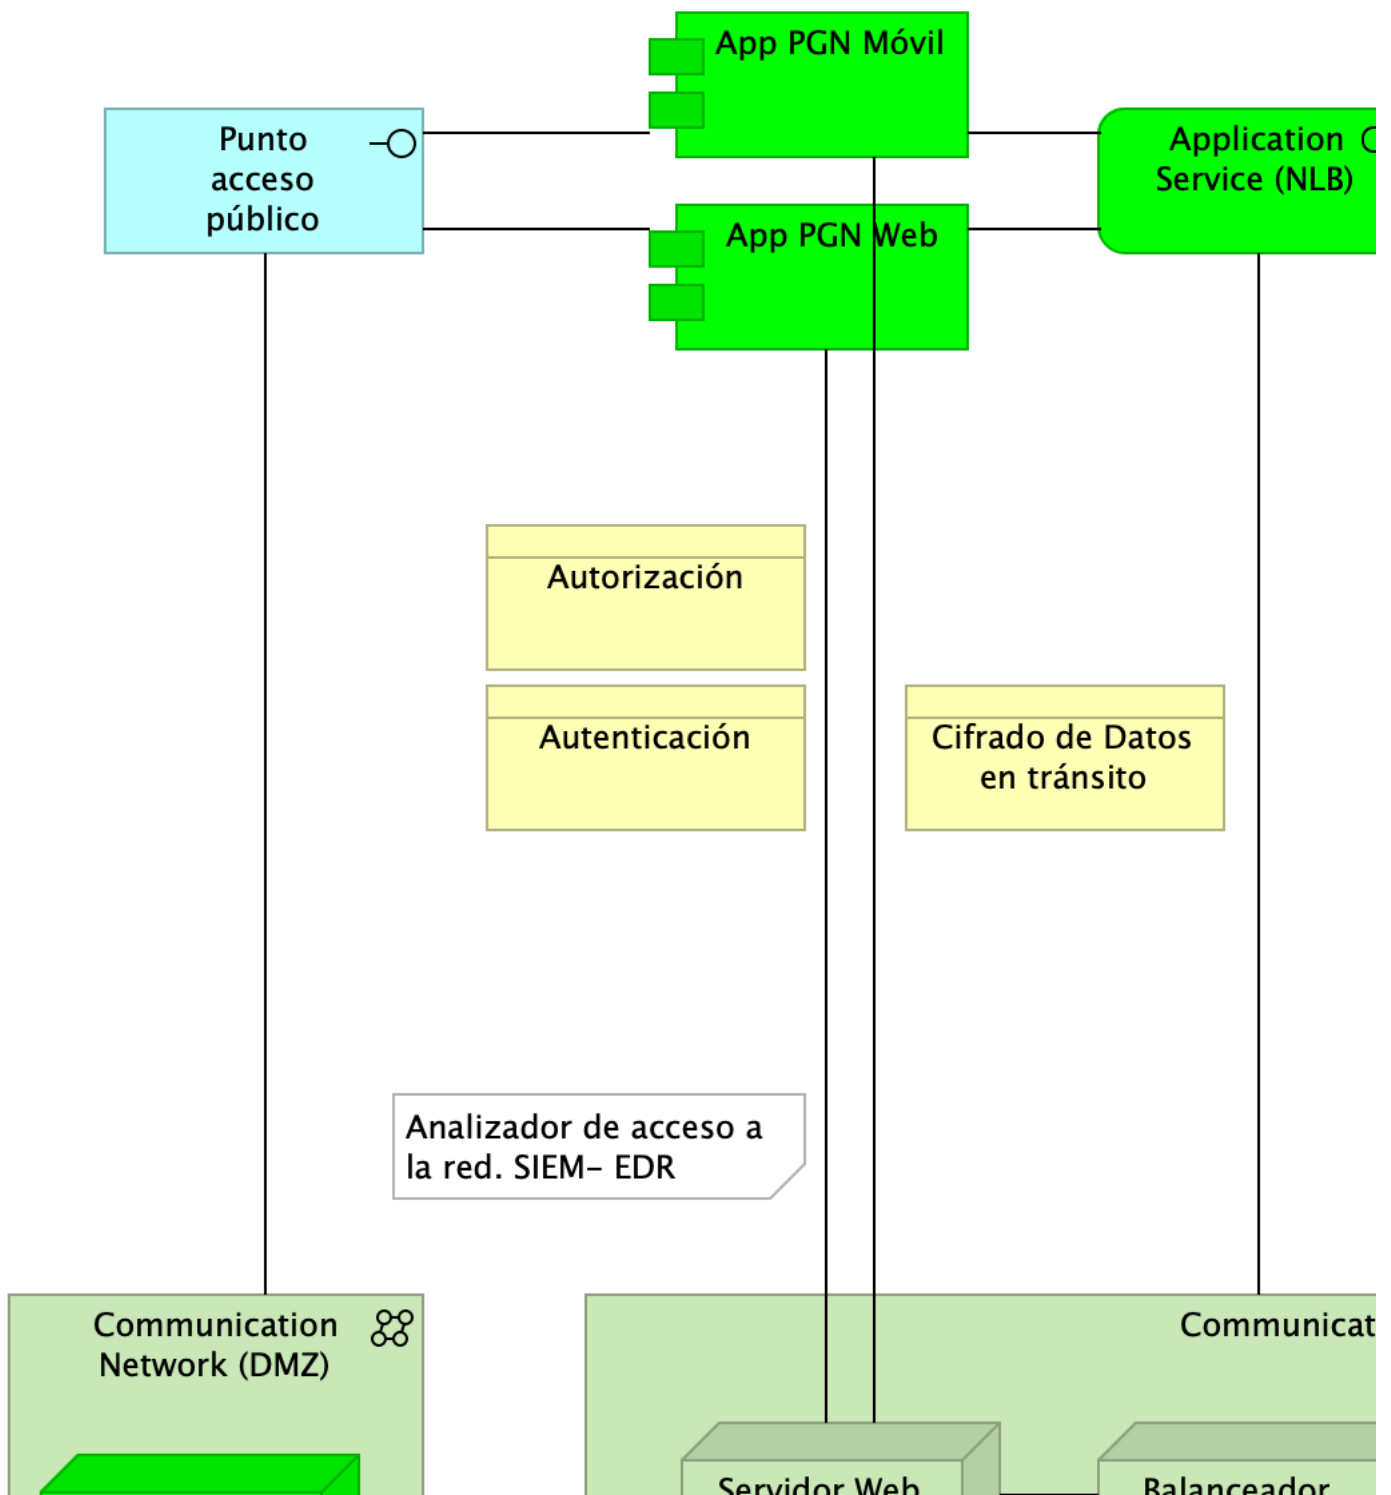 App PGN Móvil
Punto
acceso
público
Application
Service (NLB)
App PGN Web
Autorización
Autenticación
Cifrado de Datos
en tránsito
Analizador de acceso a
la red. SIEM– EDR
Communication
Network (DMZ)
Communicat
Servidor Web
Balanceador